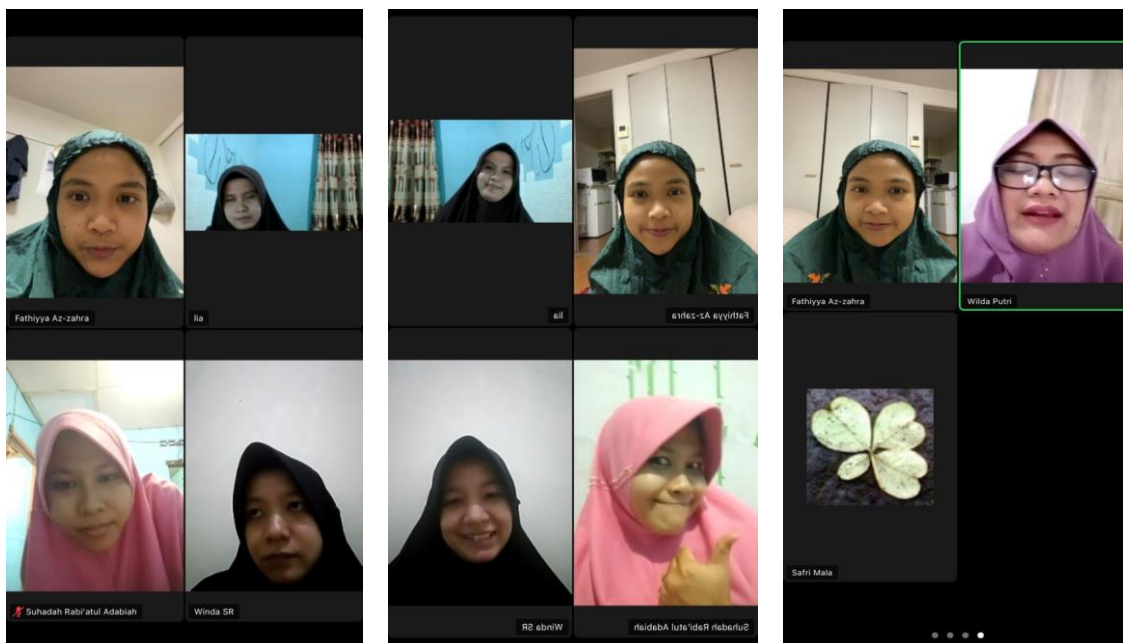 Fathiyya Az-zahra
lia
Suhadah Rabi'atul Adabiah
Winda SR
lia
Fathiyya Az-zahra
Winda SR
Suhadah Rabi'atul Adabiah
Fathiyya Az-zahra
Wilda Putri
Safri Mala